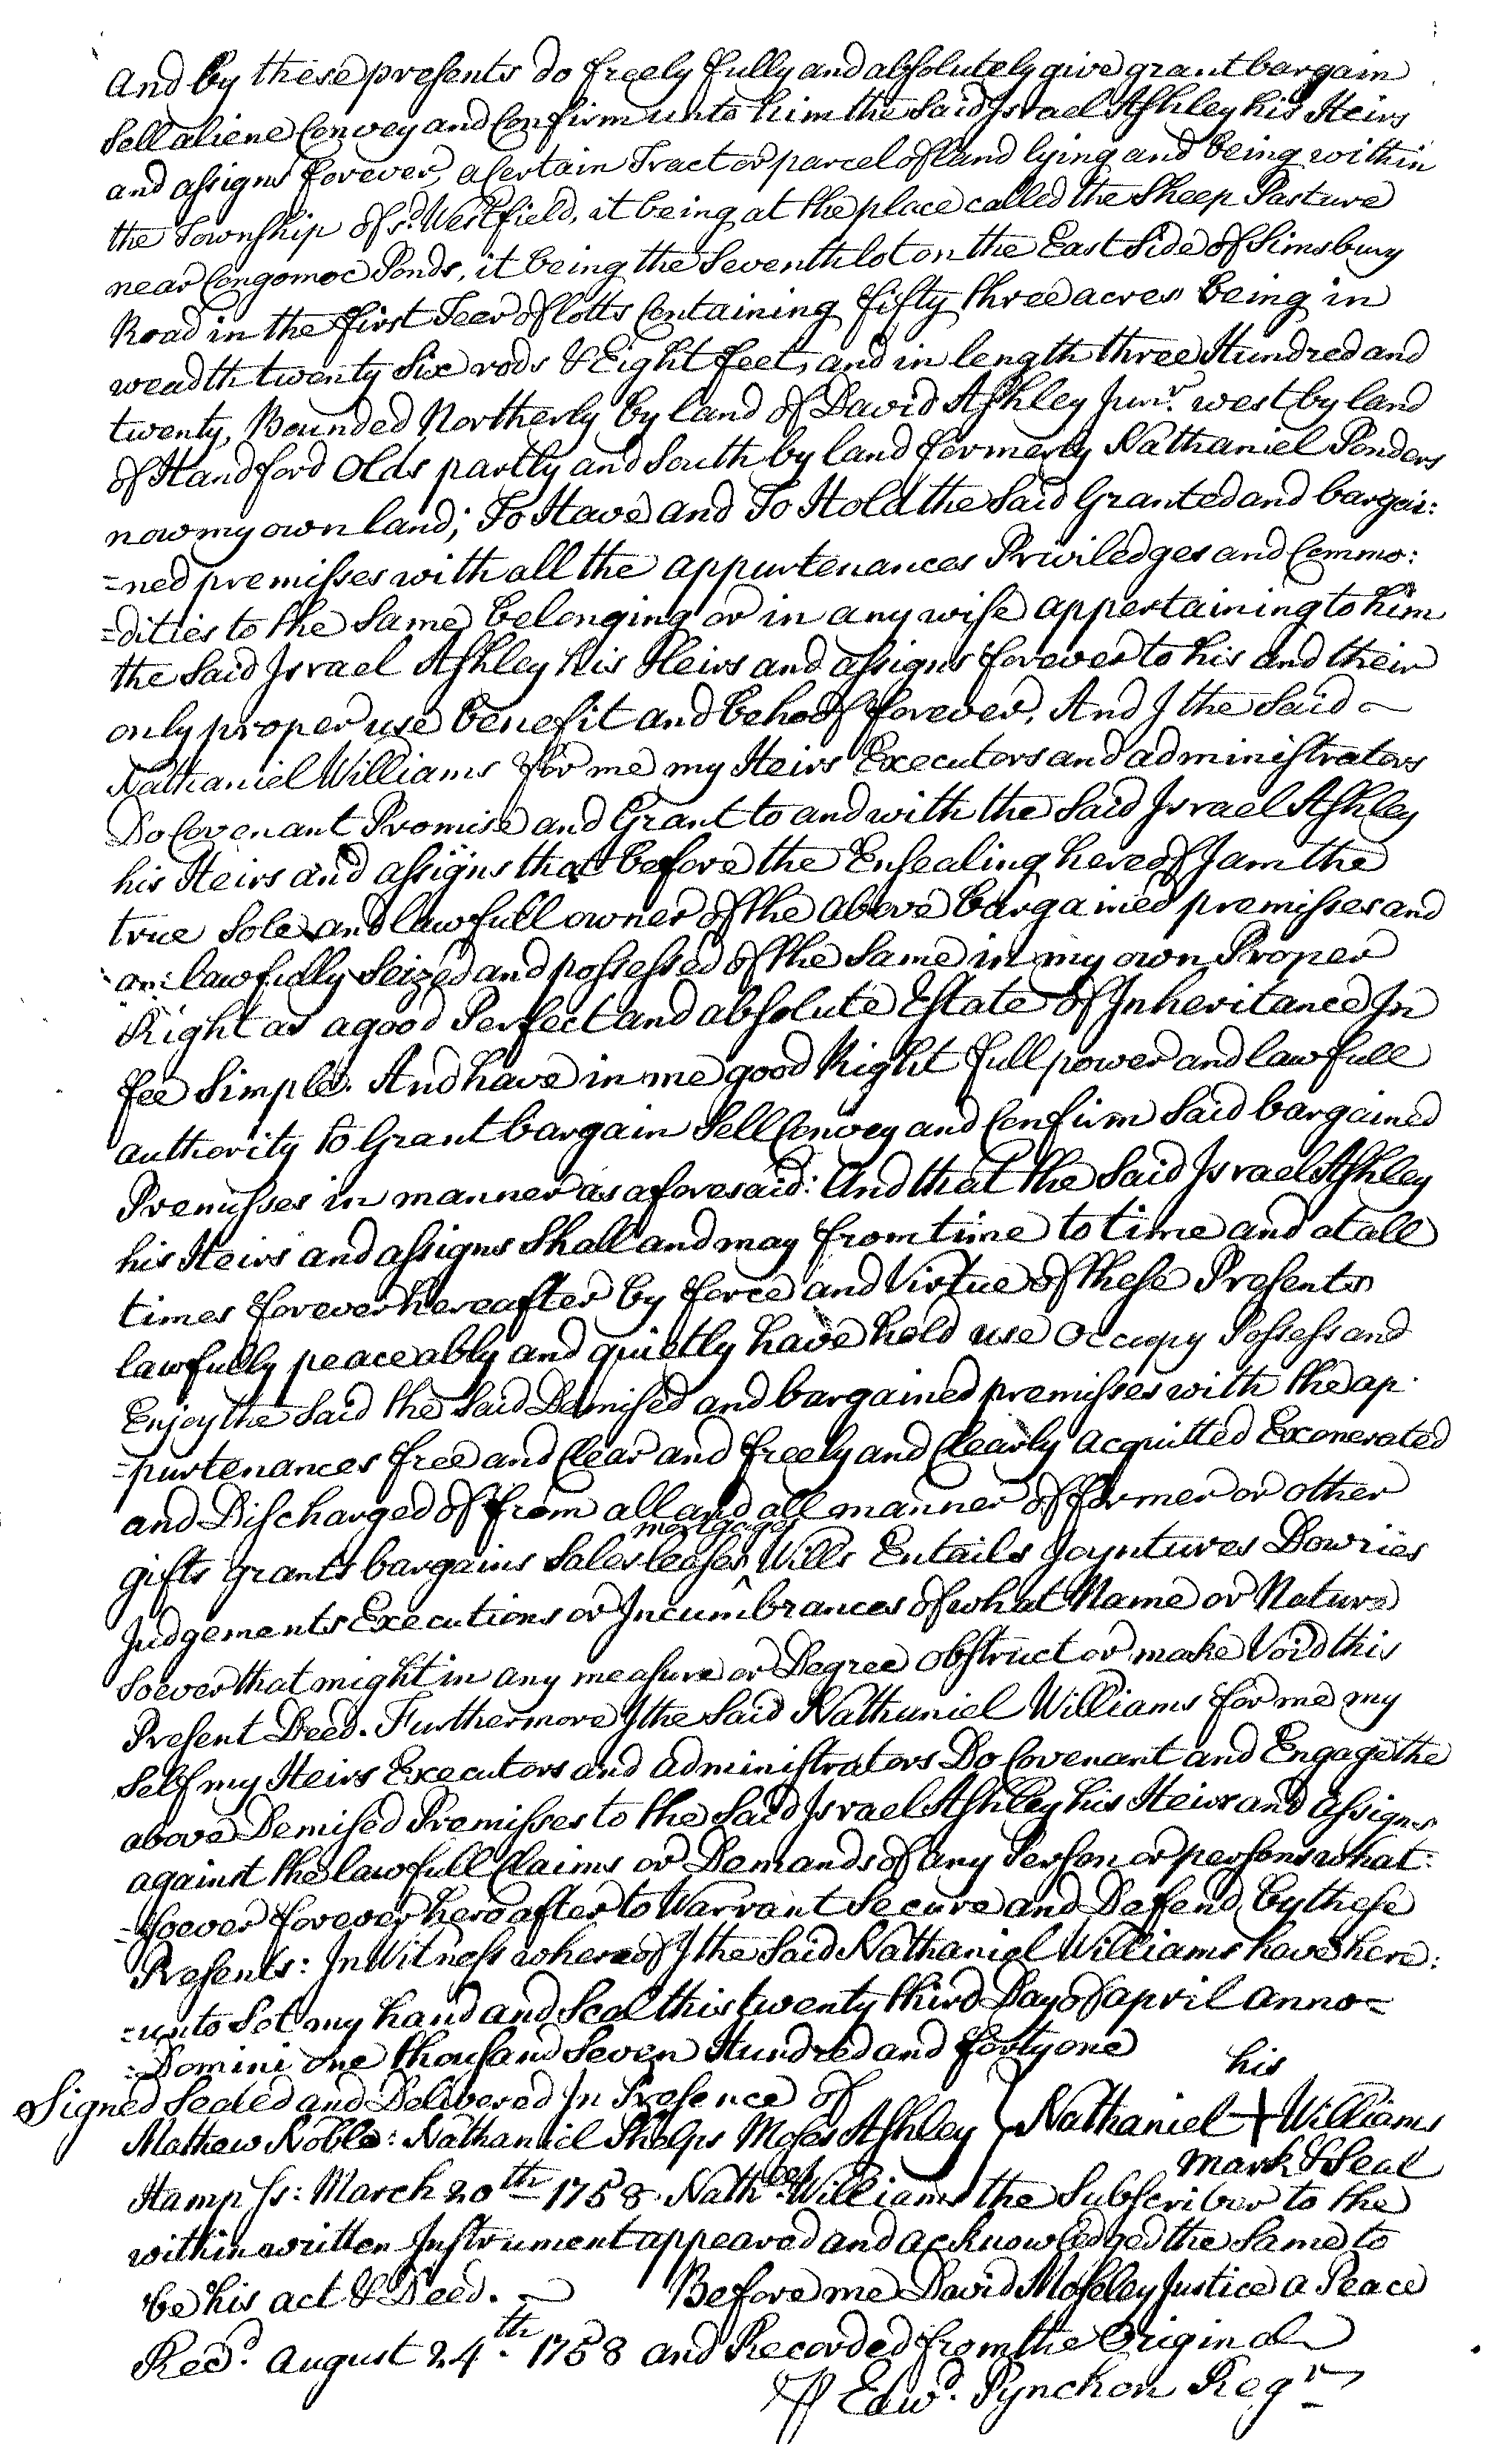 And by these presents do freely fully and absolutely give grant bargain
Sell aliene Convey and Confirm unto him the Said Israel Ashley his Heirs
and assigns forever, a Certain Tract or parcel of land lying and being within
the Township of sd. Westfield, it being at the place called the Sheep Pasture
near Congomoc Ponds, it being the Seventh lot on the East Side of Simsbury
Road in the first Teer of lotts Containing fifty three acres being in
weadth twenty Six rods & Eight feet, and in length three Hundred and
twenty, Bounded Northerly by land of David Ashley Junr. west by land
of Handford Olds partly and South by land formerly Nathaniel Ponders
now my own land; To Have and To Hold the Said Granted and bargai:
=ned premisses with all the appurtenances Priviledges and Commo:
=dities to the Same belonging or in any wise appertaining to him
the Said Israel Ashley his Heirs and assigns forever to his and their
only proper use benefit and behoof forever, And I the Said ~
Nathaniel Williams for me my Heirs Executors and administrators
Do Covenant Promise and Grant to and with the Said Israel Ashley
his Heirs and assigns that before the Ensealing hereof I am the
true Sole and lawfull owner of the above bargained premisses and
am lawfully Seized and possessed of the Same in my own Proper
Right as a good Perfect and absolute Estate of Inheritance In
fee Simple. And have in me good Right full power and lawfull
authority to Grant bargain Sell Convey and Confirm Said bargained
Premisses in manner as aforesaid: And that the Said Israel Ashley
his Heirs and assigns Shall and may from time to time and at all
times forever hereafter by force and Virtue of these Presents
lawfully peaceably and quietly have hold use Occupy Possess and
Enjoy the Said the Said Demised and bargained premisses with the ap
=purtenances free and Clear and freely and Clearly acquitted Exonerated
and Discharged of from all and all manner of former or other
gifts grants bargains Sales leases ^mortgages Wills Entails Joyntures Dowries
Judgements Executions or Incumbrances of what Name or Nature
Soever that might in any measure or Degree obstruct or make Void this
Present Deed. Furthermore I the Said Nathaniel Williams for me my
Self my Heirs Executors and administrators Do Covenant and Engage the
above Demised Premisses to the Said Israel Ashley his Heirs and assigns
against the lawfull Claims or Demands of any Person or persons what:
=soever forever hereafter to Warrant Secure and Defend by these
Presents: In Witness whereof I the Said Nathaniel Williams have here:
=unto Set my hand and Seal this twenty third Day of april anno=
=Domini one thousand Seven Hundred and forty one
his
Signed Sealed and Delivered In Presence of
Mathew Noble: Nathaniel Phelps Moses Ashley } Nathaniel + Williams
mark & Seal
Hamp ss: March 20th 1758. Nathel. Williams the Subscriber to the
within written Instrument appeared and acknowledged the Same to
be his act & Deed. ~ Before me David Moseley Justice a Peace
Recd. august 24th. 1758 and Recorded from the Original
P Edwd. Pynchon Regr